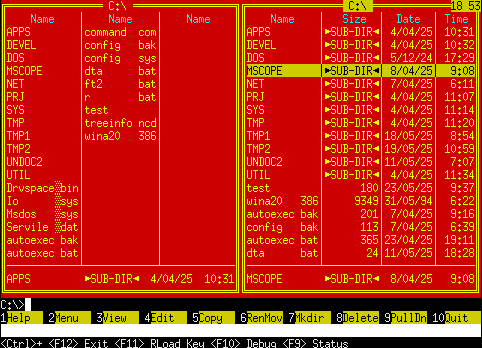 C:\ C:\ 18 53
Name Name Name Name Size Date Time
APPS command com APPS ►SUB-DIR◄ 4/04/25 10:31
DEVEL config bak DEVEL ►SUB-DIR◄ 4/04/25 10:32
DOS config sys DOS ►SUB-DIR◄ 5/12/24 17:29
MSCOPE dta bat MSCOPE ►SUB-DIR◄ 8/04/25 9:08
NET ft2 bat NET ►SUB-DIR◄ 7/04/25 6:11
PRJ r bat PRJ ►SUB-DIR◄ 4/04/25 11:07
SYS test SYS ►SUB-DIR◄ 4/04/25 11:14
TMP treeinfo ncd TMP ►SUB-DIR◄ 4/04/25 11:20
TMP1 wina20 386 TMP1 ►SUB-DIR◄ 18/05/25 8:54
TMP2 TMP2 ►SUB-DIR◄ 19/05/25 10:59
UNDOC2 UNDOC2 ►SUB-DIR◄ 11/05/25 7:07
UTIL UTIL ►SUB-DIR◄ 4/04/25 11:34
Drvspace▒bin test 180 23/05/25 9:37
Io ▒sys wina20 386 9349 31/05/94 6:22
Msdos ▒sys autoexec bak 201 7/04/25 9:16
Servile ▒dat config bak 113 7/04/25 6:39
autoexec bak autoexec bak 365 23/04/25 19:11
autoexec bat dta bat 24 11/05/25 18:28
APPS ►SUB-DIR◄ 4/04/25 10:31 MSCOPE ►SUB-DIR◄ 8/04/25 9:08
C:\>
1Help 2Menu 3View 4Edit 5Copy 6RenMov 7Mkdir 8Delete 9PullDn 10Quit
<Ctrl>+ <F12> Exit <F11> RLoad Key <F10> Debug <F9> Status